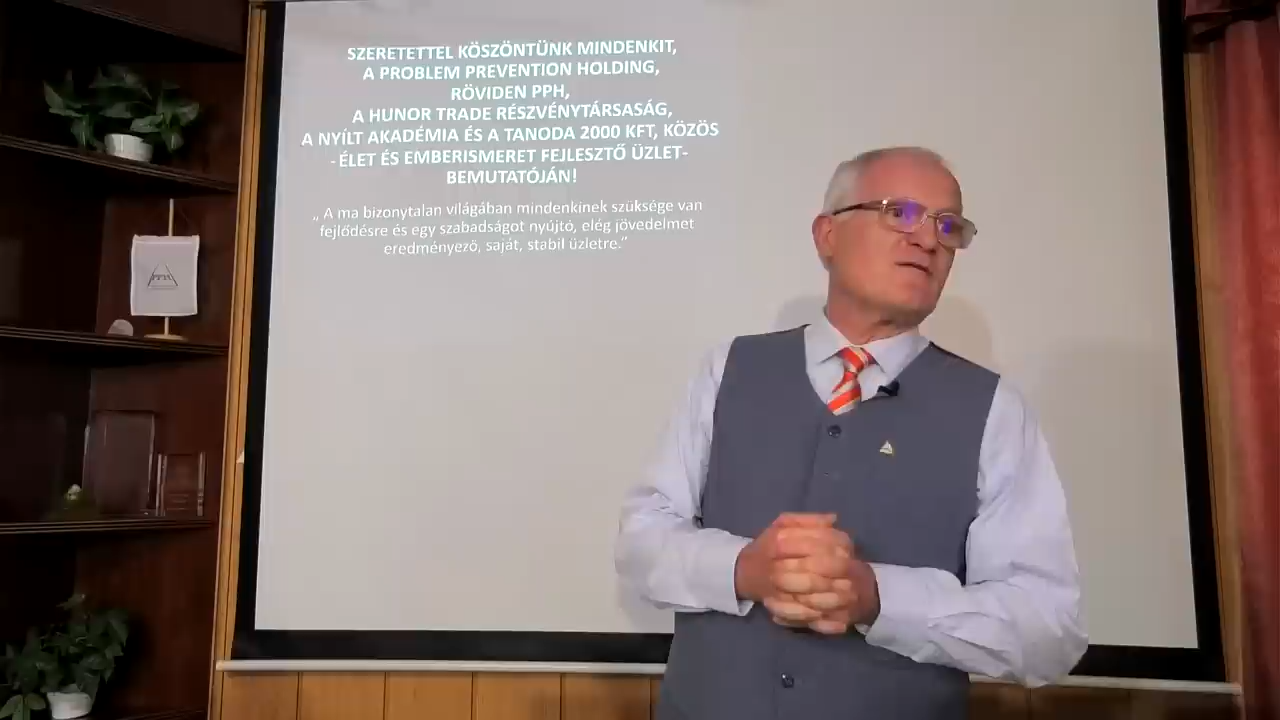 SZERETETTEL KÖSZÖNTÜNK MINDENKIT,
A PROBLEM PREVENTION HOLDING,
RÖVIDEN PPH,
A HUNOR TRADE RÉSZVÉNYTÁRSASÁG,
A NYÍLT AKADÉMIA ÉS A TANODA 2000 KFT, KÖZÖS
- ÉLET ÉS EMBERISMERET FEJLESZTŐ ÜZLET-
BEMUTATÓJÁN!
„ A ma bizonytalan világában mindenkinek szüksége van
fejlődésre és egy szabadságot nyújtó, elég jövedelmet
eredményező, saját, stabil üzletre.”